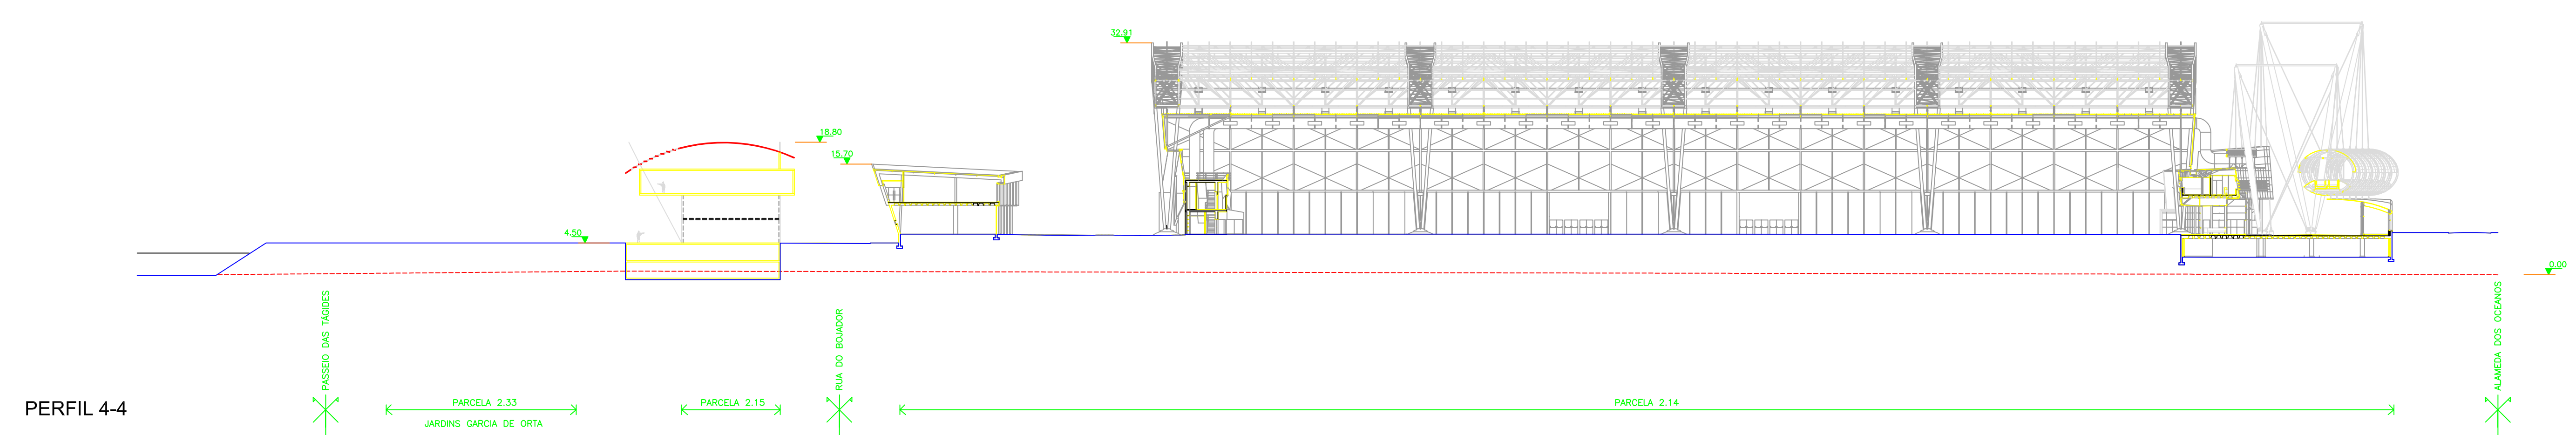 32.91
18.80
15.70
4.50
0.00
PASSEIO DAS TÁGIDES
RUA DO BOJADOR
ALAMEDA DOS OCEANOS
PERFIL 4-4
PARCELA 2.33
PARCELA 2.15
PARCELA 2.14
JARDINS GARCIA DE ORTA